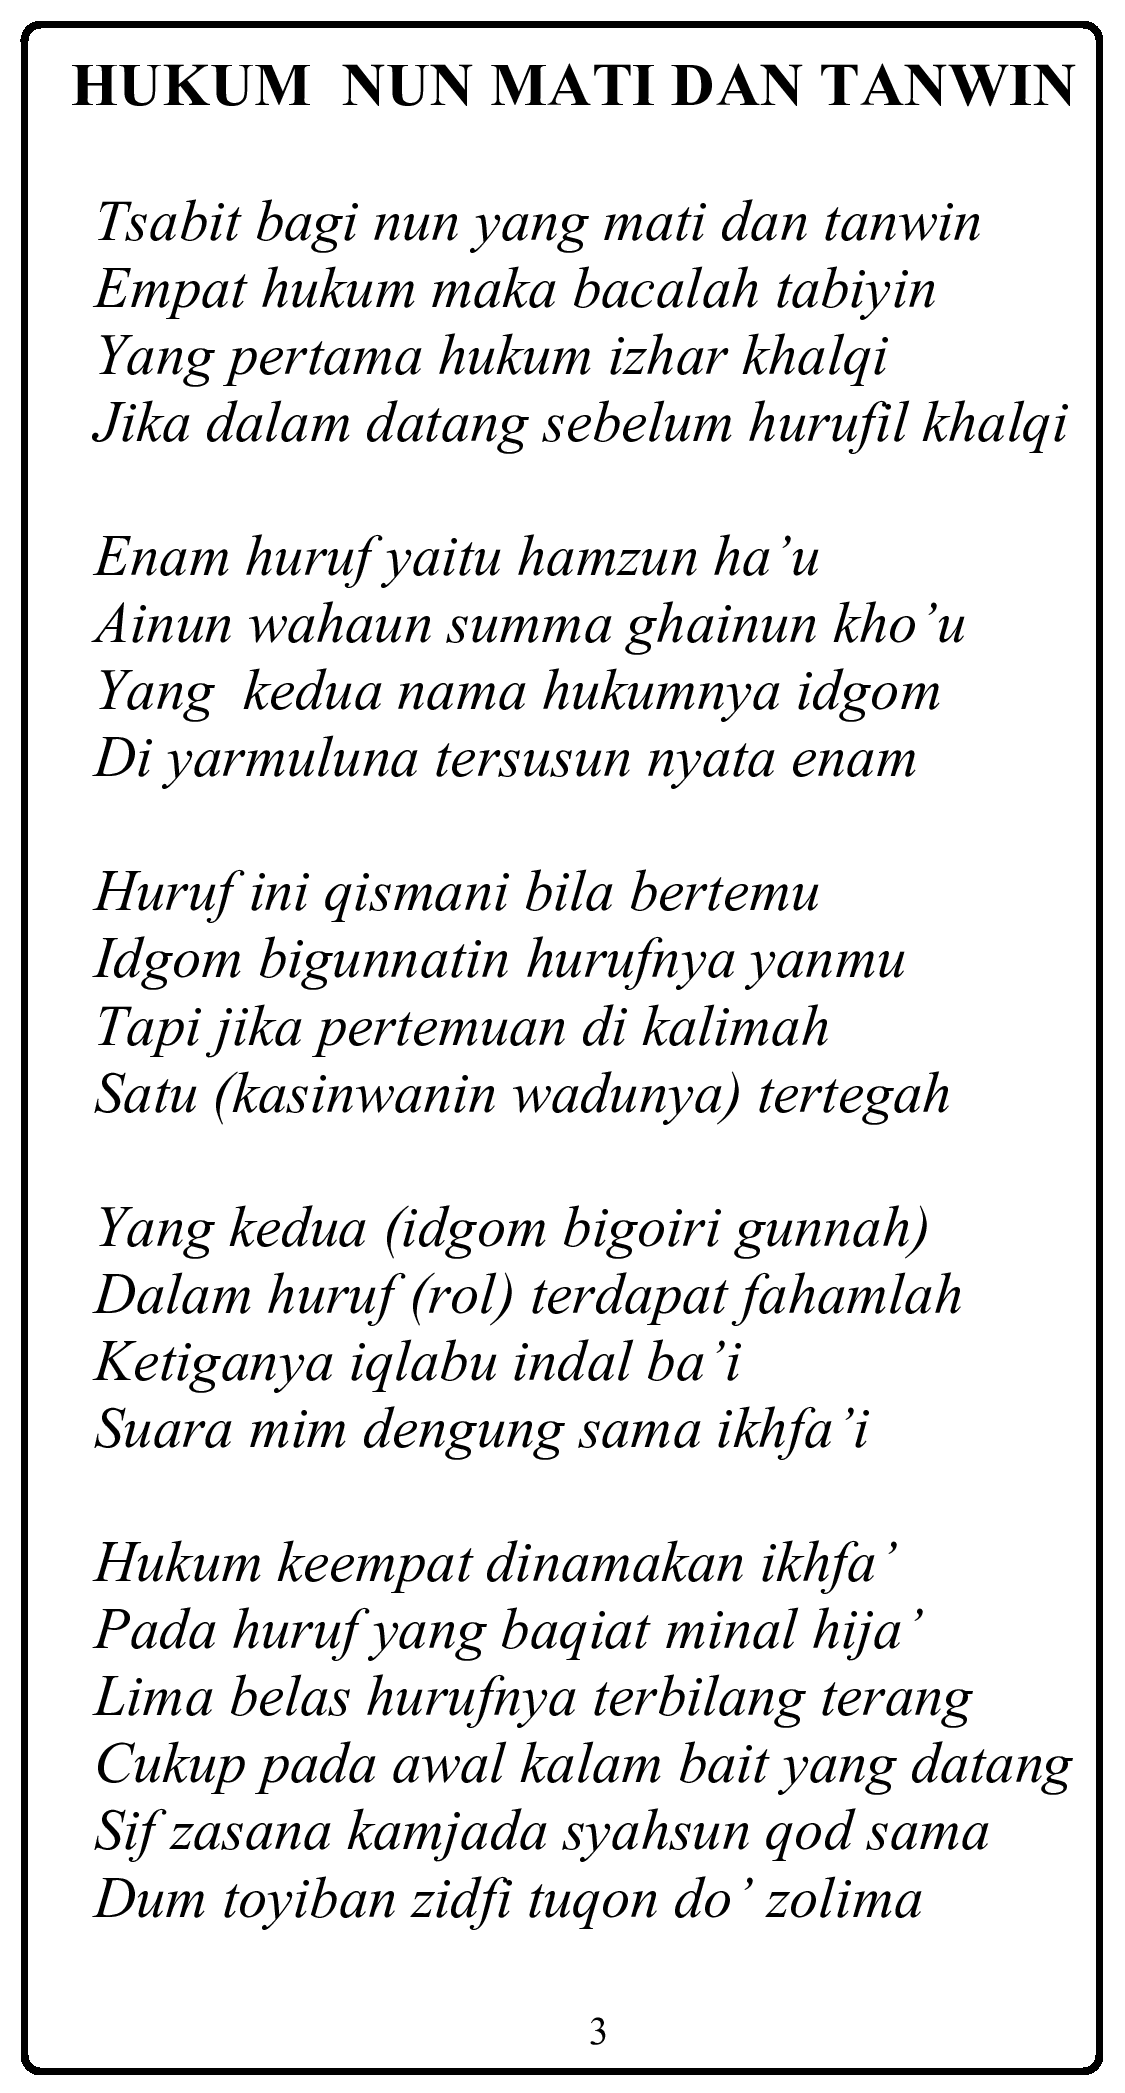 HUKUM  NUN MATI DAN TANWIN
Tsabit bagi nun yang mati dan tanwin
Empat hukum maka bacalah tabiyin
Yang pertama hukum izhar khalqi
Jika dalam datang sebelum hurufil khalqi
Enam huruf yaitu hamzun ha’u
Ainun wahaun summa ghainun kho’u
Yang  kedua nama hukumnya idgom
Di yarmuluna tersusun nyata enam
Huruf ini qismani bila bertemu
Idgom bigunnatin hurufnya yanmu
Tapi jika pertemuan di kalimah
Satu (kasinwanin wadunya) tertegah
Yang kedua (idgom bigoiri gunnah)
Dalam huruf (rol) terdapat fahamlah
Ketiganya iqlabu indal ba’i
Suara mim dengung sama ikhfa’i
Hukum keempat dinamakan ikhfa’
Pada huruf yang baqiat minal hija’
Lima belas hurufnya terbilang terang
Cukup pada awal kalam bait yang datang
Sif zasana kamjada syahsun qod sama
Dum toyiban zidfi tuqon do’ zolima
3